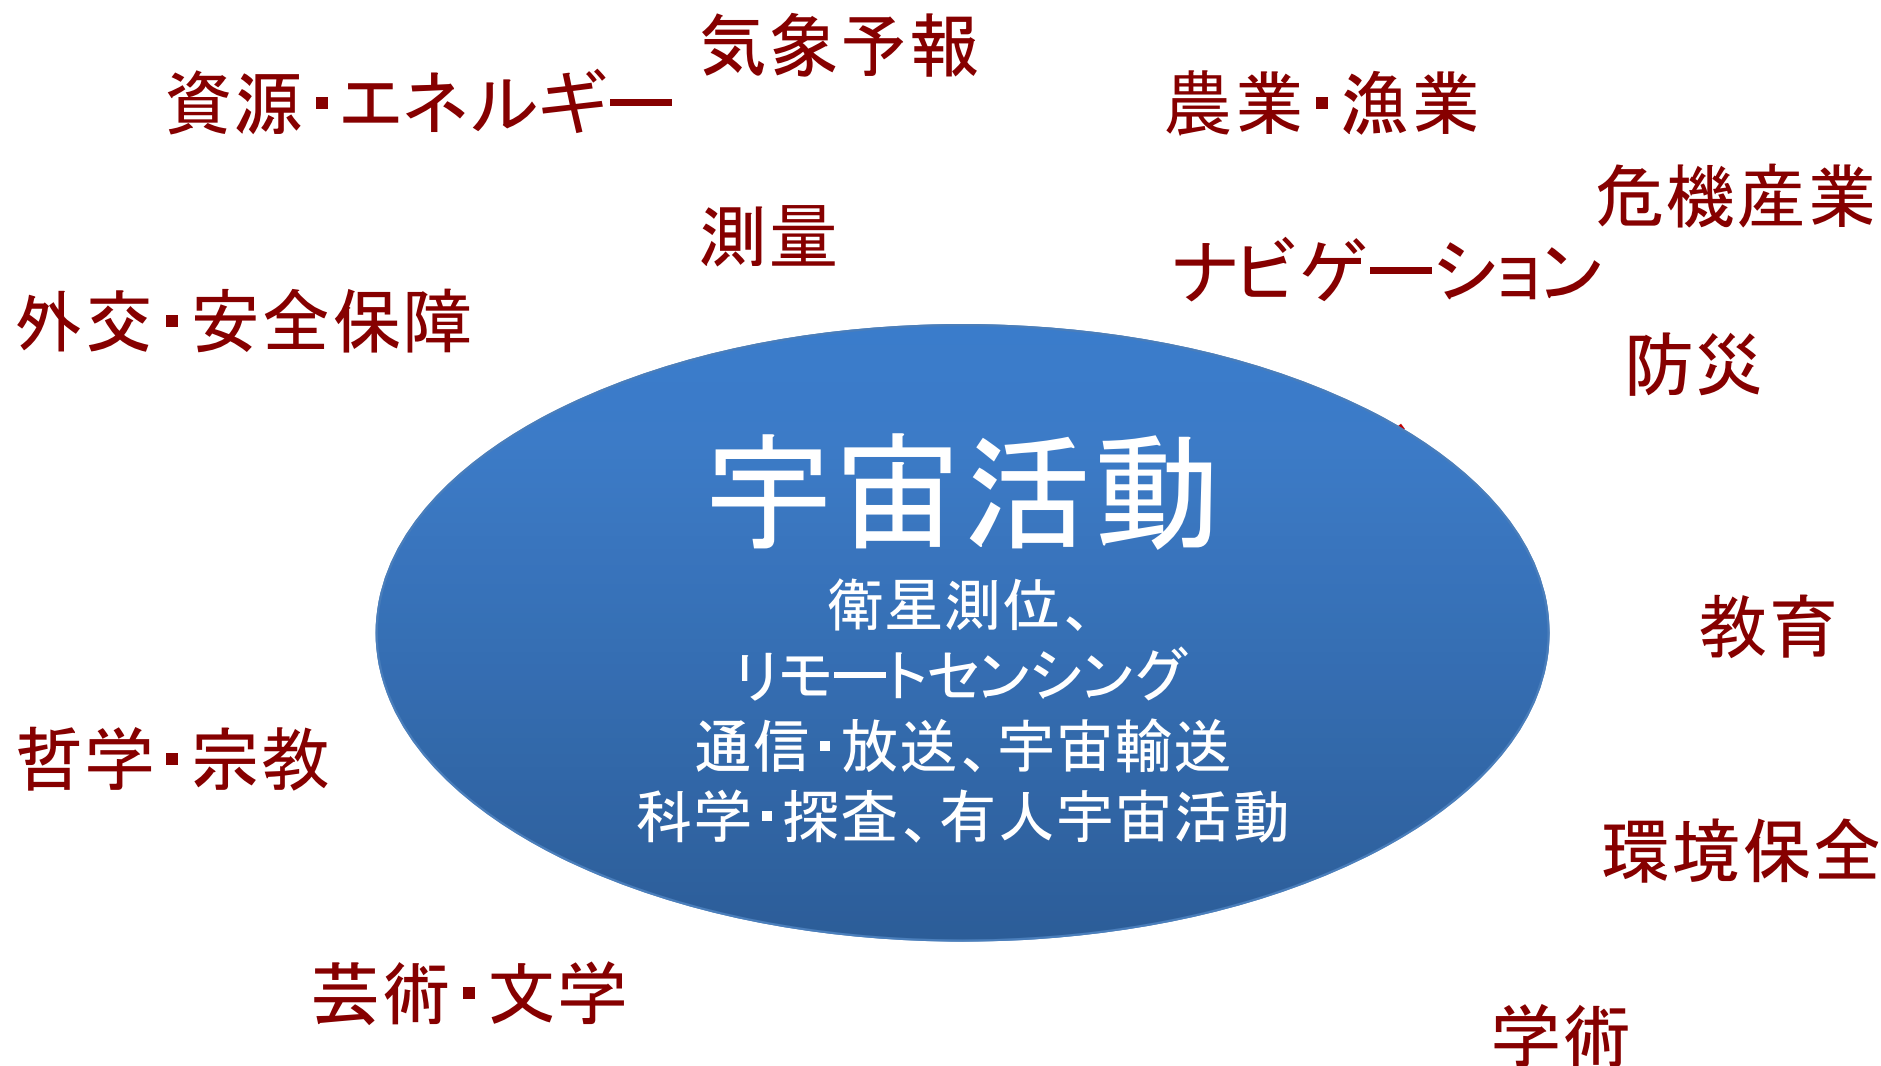 気象予報
資源・エネルギー
農業・漁業
危機産業
測量
ナビゲーション
外交・安全保障
防災
宇宙活動
衛星測位、
リモートセンシング
通信・放送、宇宙輸送
科学・探査、有人宇宙活動
教育
哲学・宗教
環境保全
芸術・文学
学術